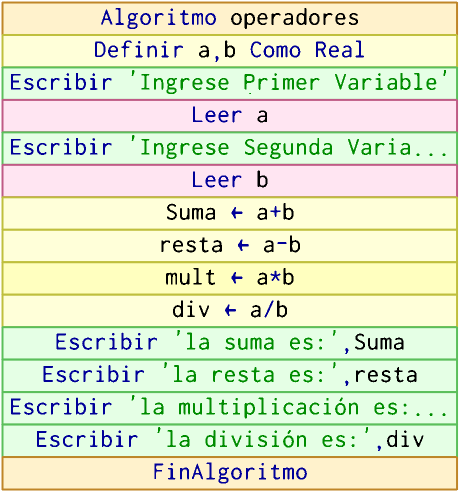 Algoritmo operadores
Definir a,b Como Real
Escribir 'Ingrese Primer Variable'
Leer a
Escribir 'Ingrese Segunda Varia...
Leer b
Suma ← a+b
resta ← a-b
mult ← a*b
div ← a/b
Escribir 'la suma es:',Suma
Escribir 'la resta es:',resta
Escribir 'la multiplicación es:...
Escribir 'la división es:',div
FinAlgoritmo